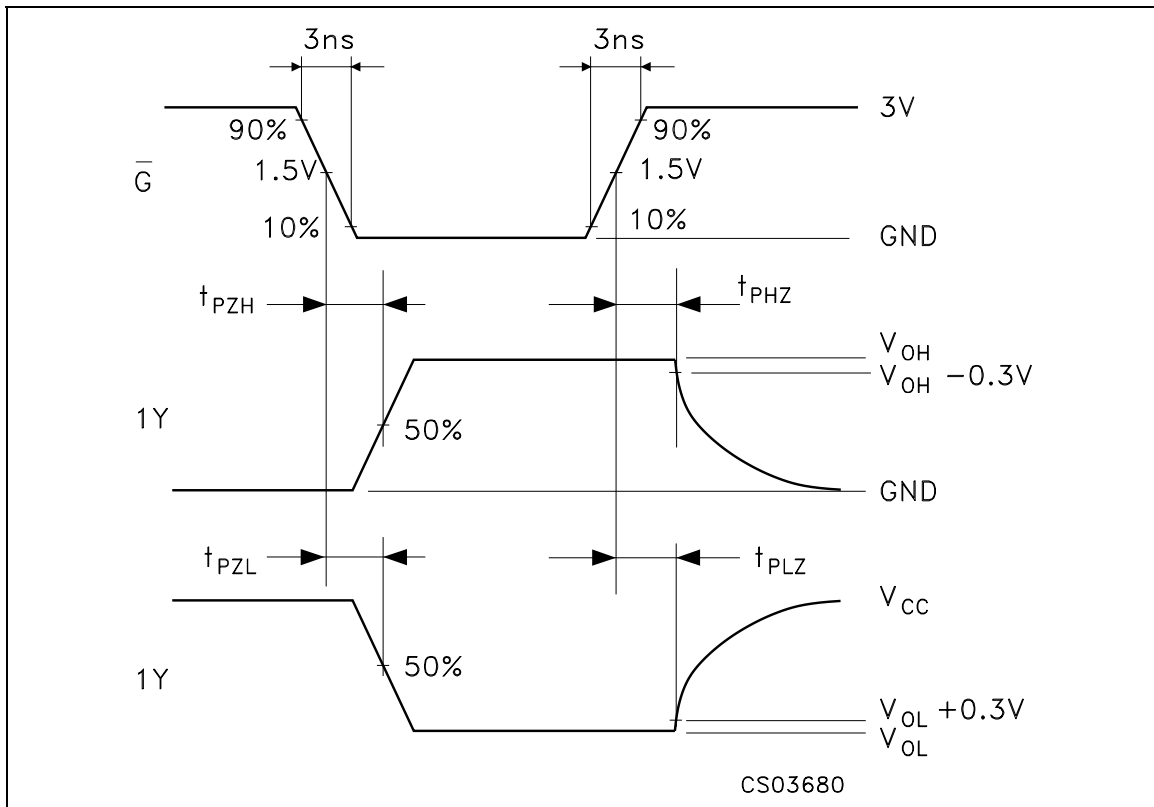 3ns 3ns
3V
90% 90%
G̅ 1.5V 1.5V
10% 10%
GND
tPZH tPHZ
VOH
VOH −0.3V
1Y 50%
GND
tPZL tPLZ
VCC
1Y 50%
VOL +0.3V
VOL
CS03680